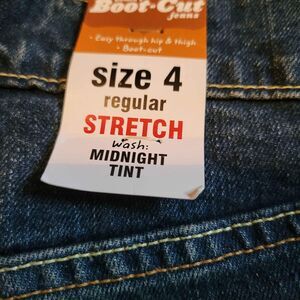 Boot-Cut
jeans
• Easy through hip & thigh
• Boot-cut
size 4
regular
STRETCH
wash:
MIDNIGHT
TINT